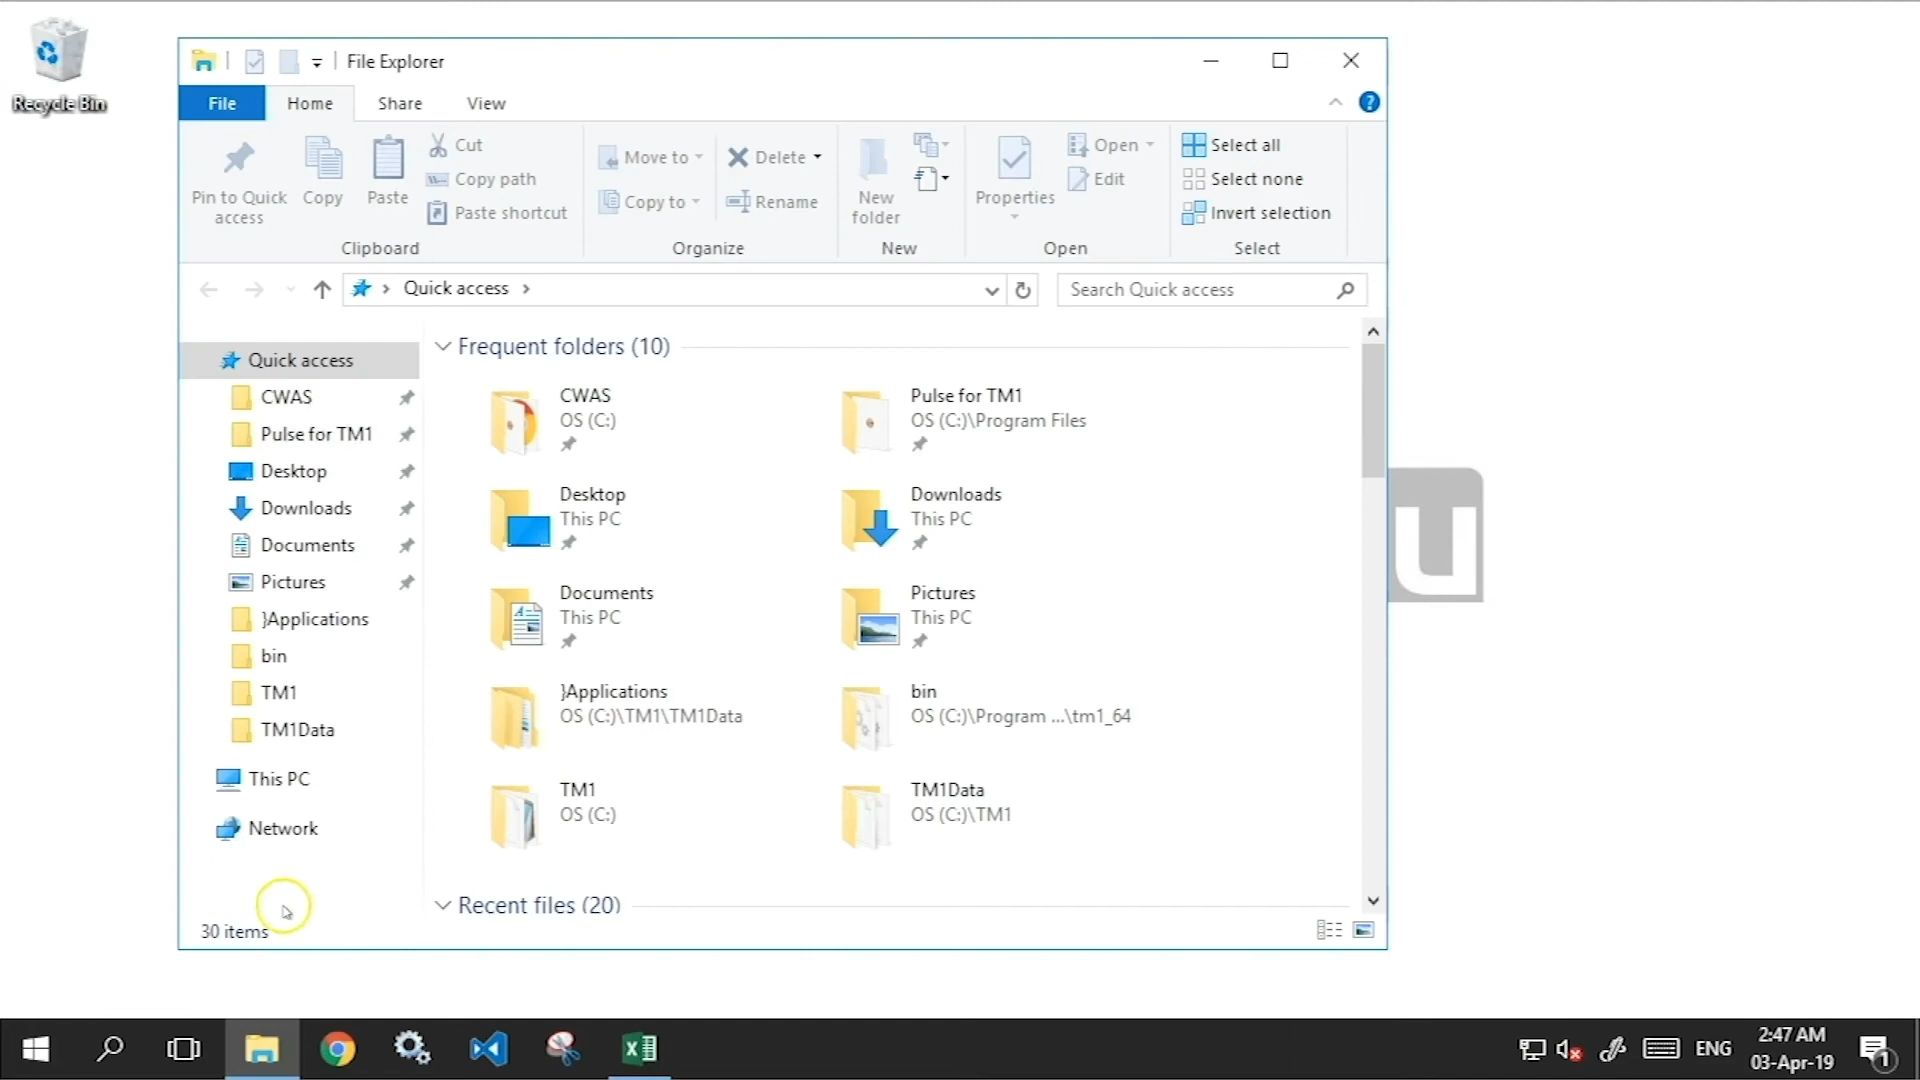 Recycle Bin
File Explorer
File Home Share View
Pin to Quick access
Copy
Paste
Cut
Copy path
Paste shortcut
Clipboard
Move to
Copy to
Delete
Rename
Organize
New folder
New
Properties
Open
Edit
Open
Select all
Select none
Invert selection
Select
Quick access
Search Quick access
Quick access
CWAS
Pulse for TM1
Desktop
Downloads
Documents
Pictures
}Applications
bin
TM1
TM1Data
This PC
Network
Frequent folders (10)
CWAS
OS (C:)
Pulse for TM1
OS (C:)\Program Files
Desktop
This PC
Downloads
This PC
Documents
This PC
Pictures
This PC
}Applications
OS (C:)\TM1\TM1Data
bin
OS (C:)\Program ...\tm1_64
TM1
OS (C:)
TM1Data
OS (C:)\TM1
Recent files (20)
30 items
u
ENG
2:47 AM
03-Apr-19
1